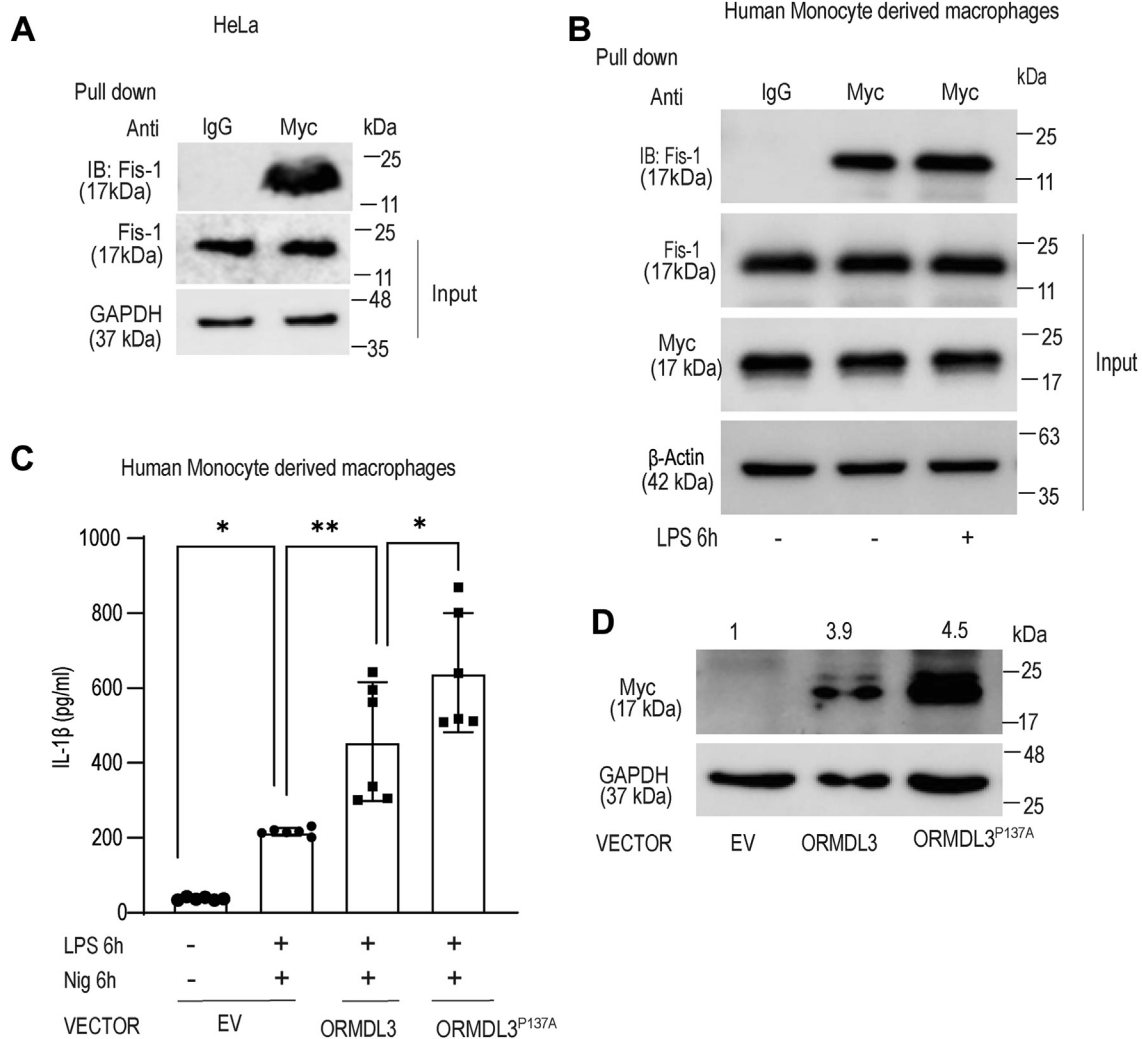 A
HeLa
Pull down
Anti IgG Myc kDa
IB: Fis-1
(17kDa)
25
11
Fis-1
(17kDa)
25
11
GAPDH
(37 kDa)
48
35
Input
B
Human Monocyte derived macrophages
Pull down
Anti IgG Myc Myc kDa
IB: Fis-1
(17kDa)
25
11
Fis-1
(17kDa)
25
11
Myc
(17 kDa)
25
17
β-Actin
(42 kDa)
63
35
Input
LPS 6h - - +
C
Human Monocyte derived macrophages
* ** *
IL-1β (pg/ml)
1000
800
600
400
200
0
LPS 6h - + + +
Nig 6h - + + +
VECTOR EV ORMDL3 ORMDL3P137A
D
1 3.9 4.5 kDa
Myc
(17 kDa)
25
17
GAPDH
(37 kDa)
48
25
VECTOR EV ORMDL3 ORMDL3P137A